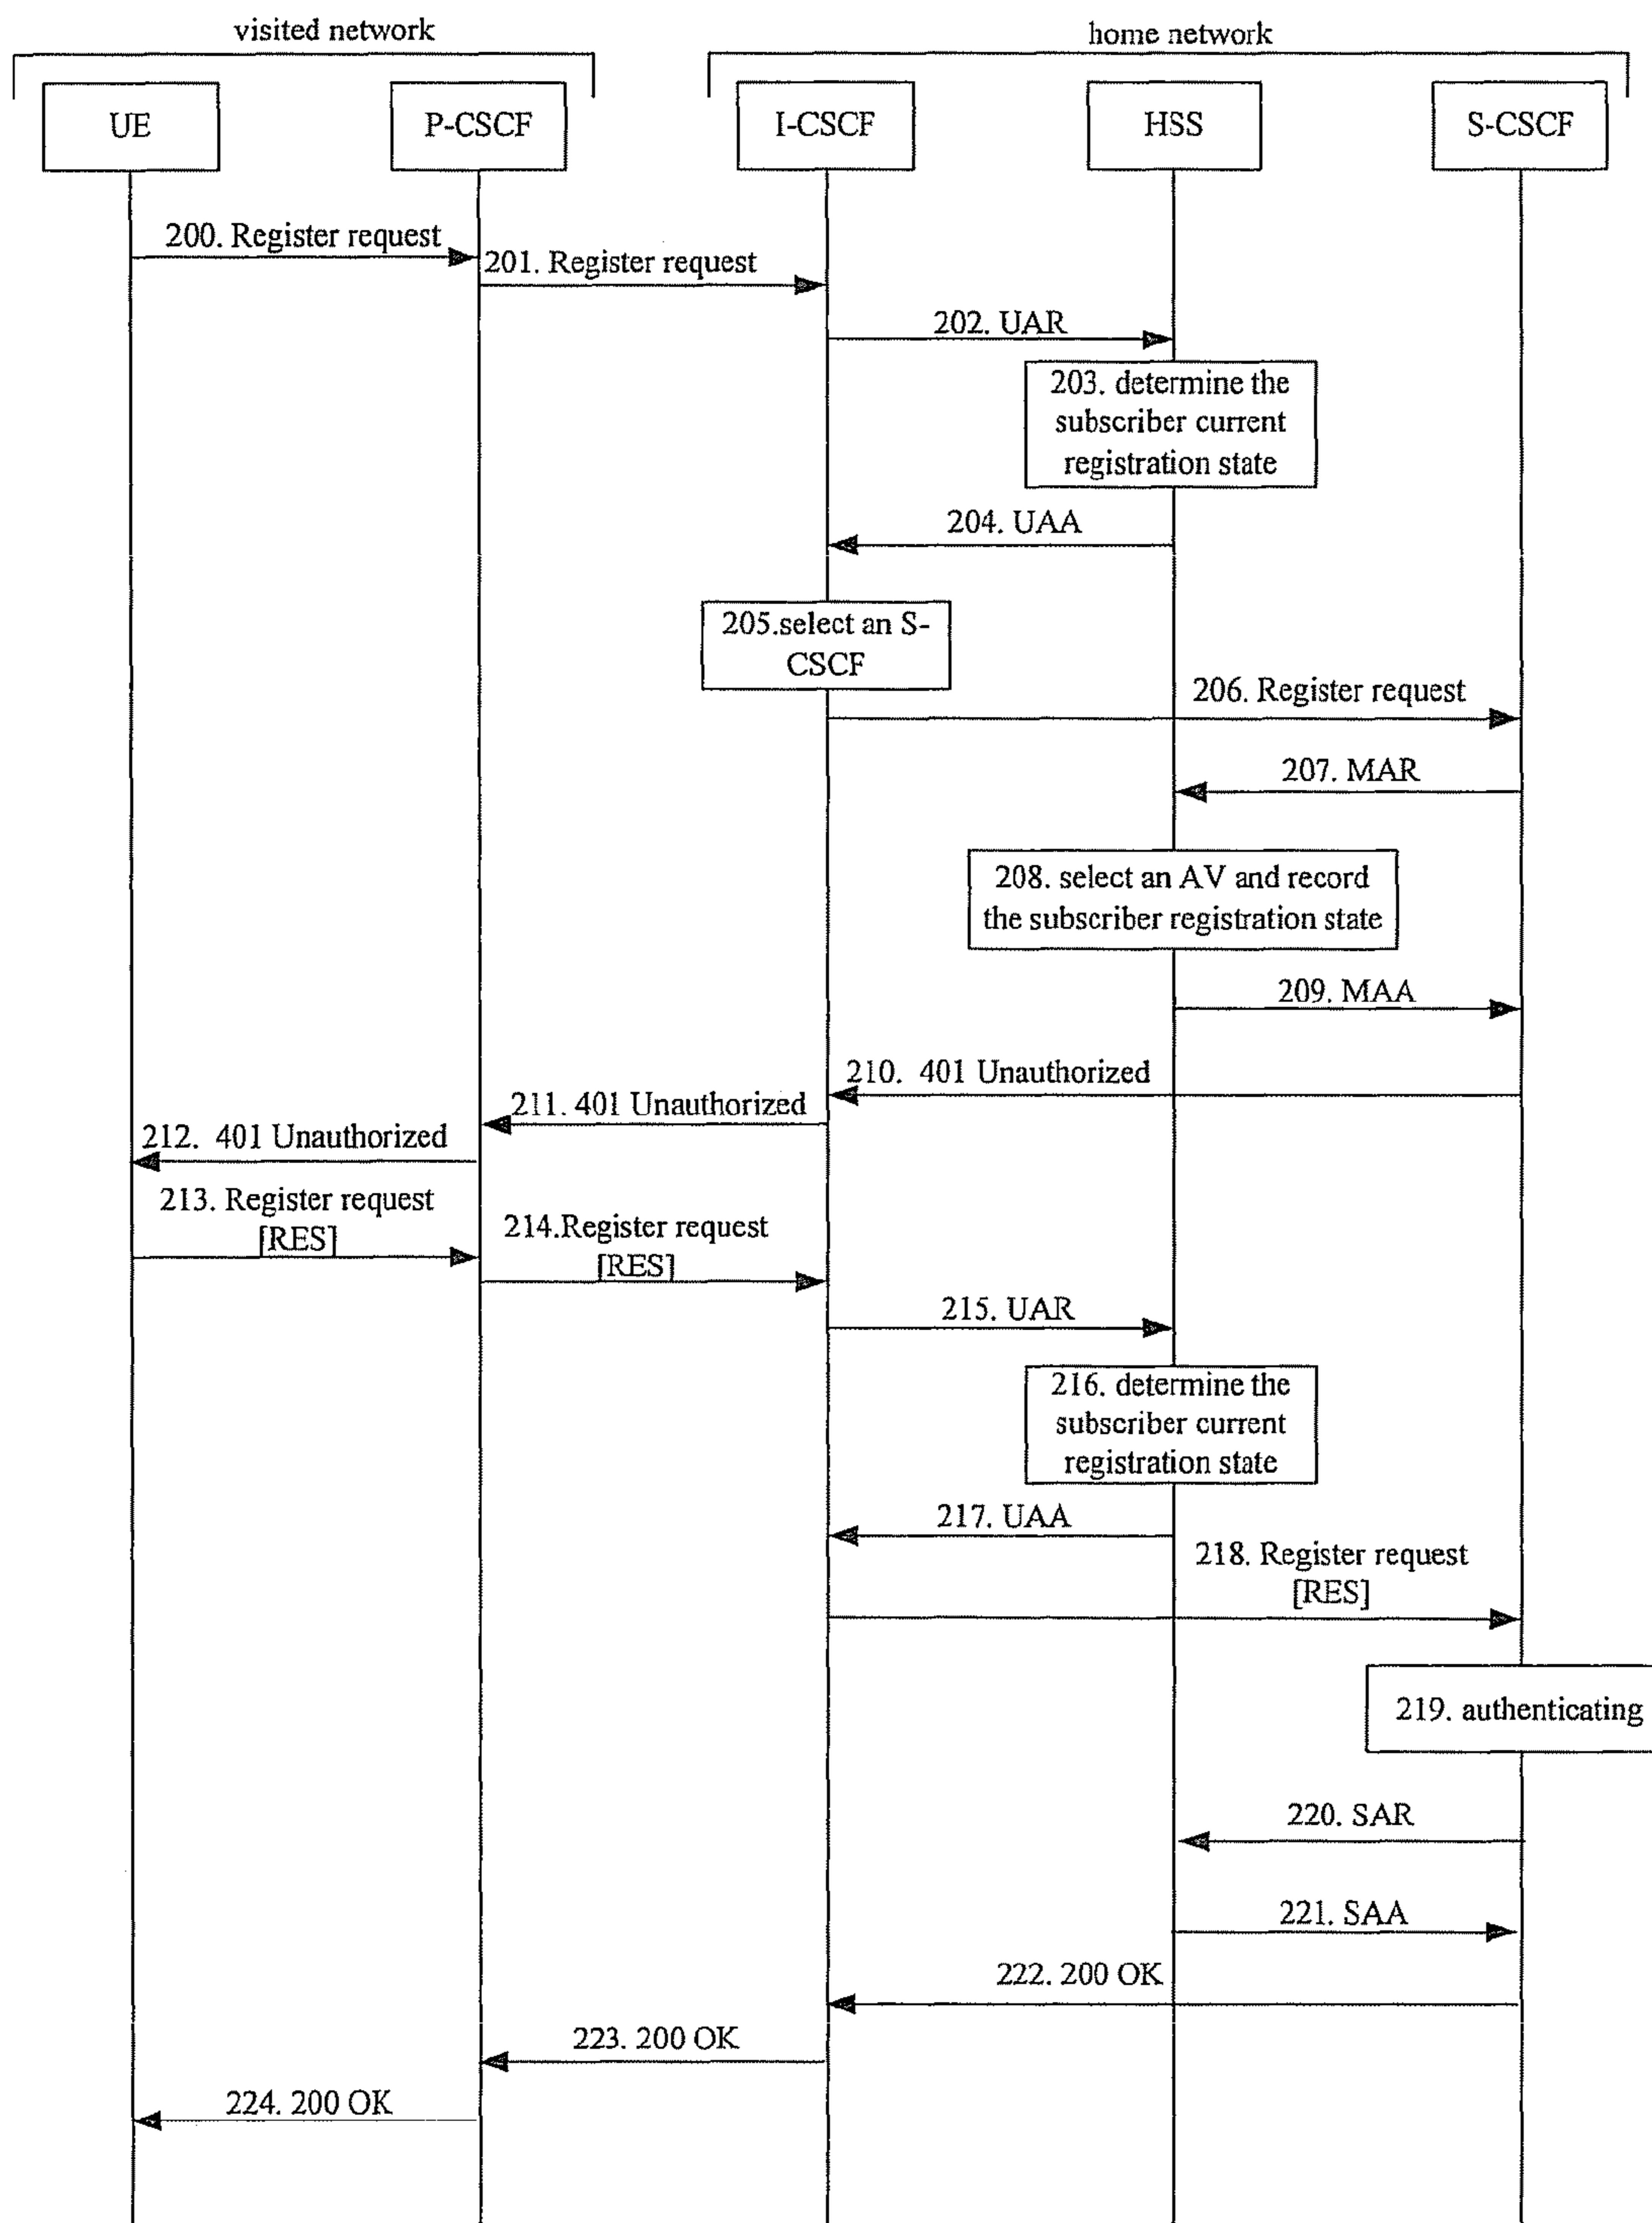 visited network
home network
UE
P-CSCF
I-CSCF
HSS
S-CSCF
200. Register request
201. Register request
202. UAR
203. determine the
subscriber current
registration state
204. UAA
205.select an S-
CSCF
206. Register request
207. MAR
208. select an AV and record
the subscriber registration state
209. MAA
210. 401 Unauthorized
211. 401 Unauthorized
212. 401 Unauthorized
213. Register request
[RES]
214.Register request
[RES]
215. UAR
216. determine the
subscriber current
registration state
217. UAA
218. Register request
[RES]
219. authenticating
220. SAR
221. SAA
222. 200 OK
223. 200 OK
224. 200 OK